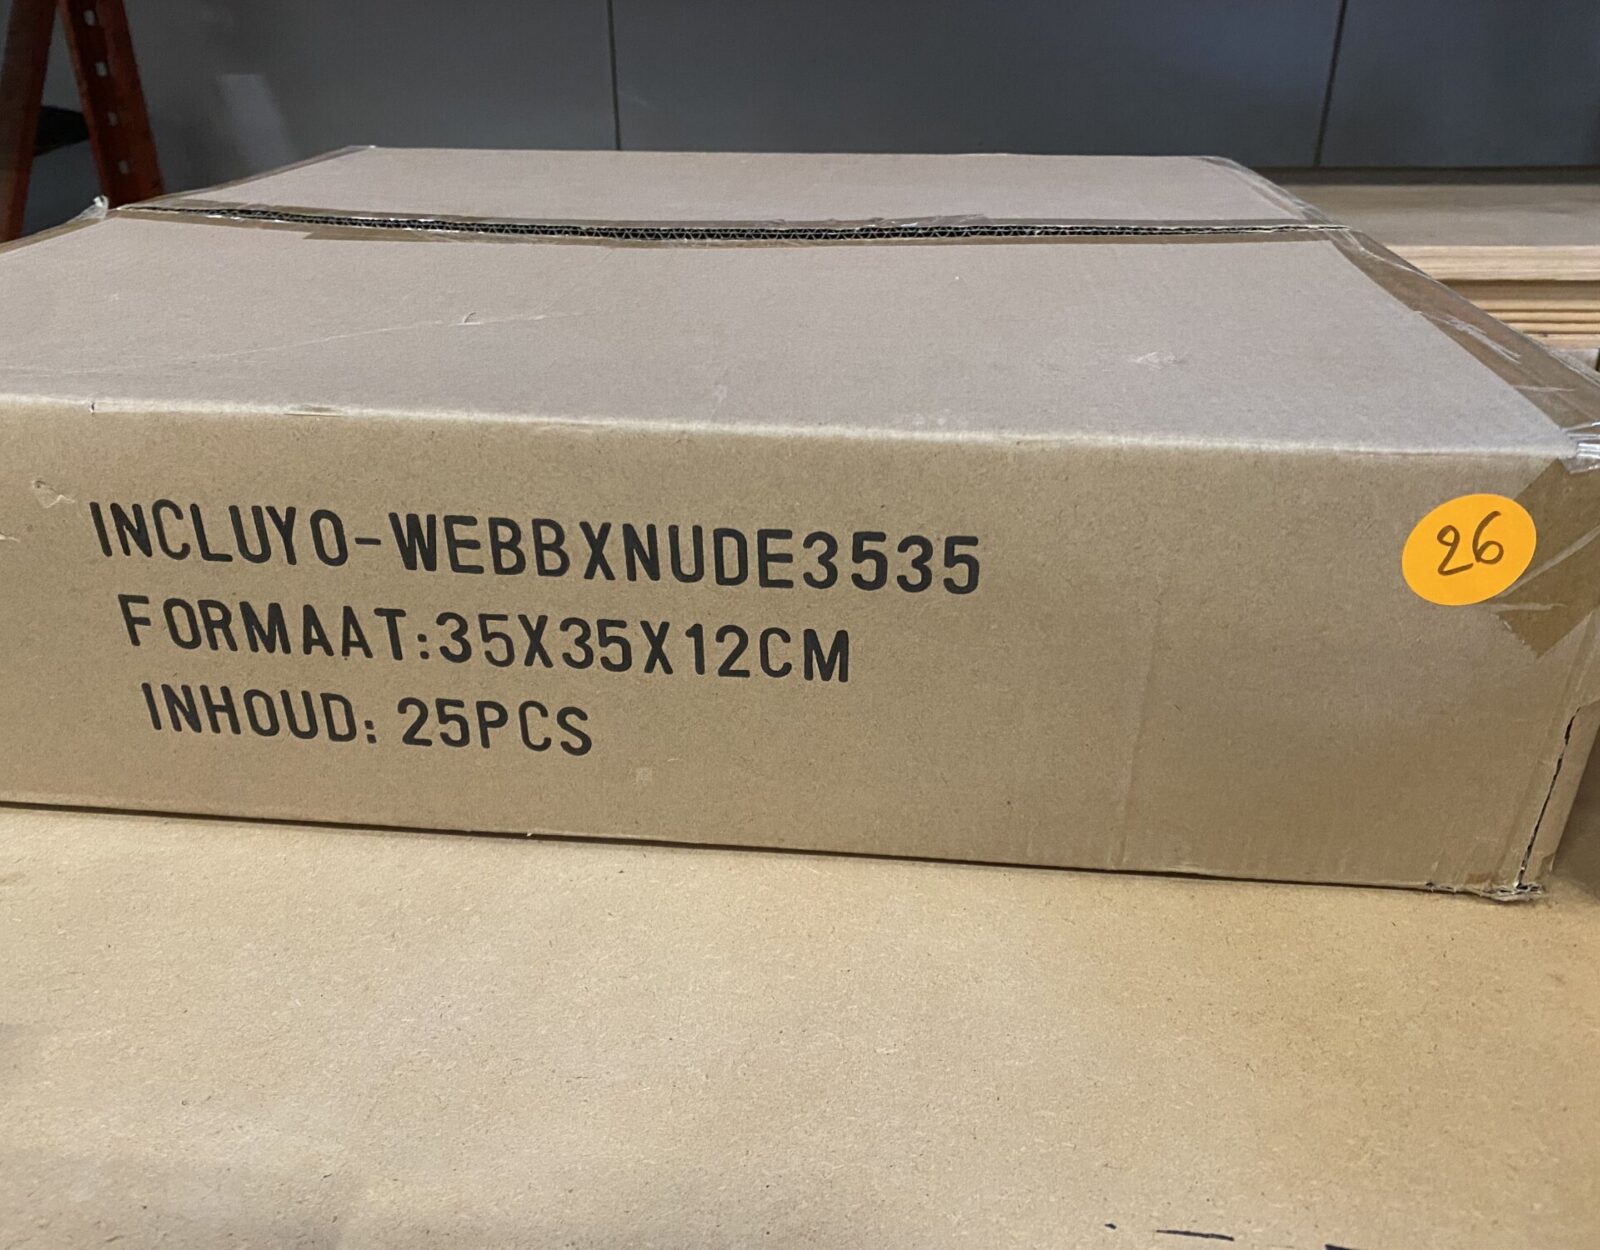 INCLUYO-WEBBXNUDE3535
FORMAAT:35X35X12CM
INHOUD: 25PCS
26